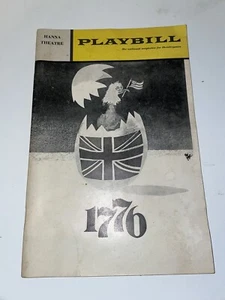 HANNA
THEATRE
PLAYBILL
the national magazine for theatregoers
1776